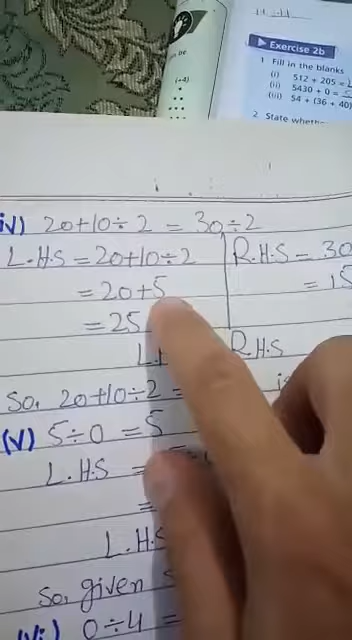 Exercise 2b
1 Fill in the blanks
(i) 512 + 205 =
(ii) 5430 + 0 =
(iii) 54 + (36 + 40)
2 State
(+4)
iv) 20+10÷2 = 30÷2
L.H.S = 20+10÷2 R.H.S = 30
= 20+5 = 15
= 25
R.H.S
So, 20+10÷2 =
(v) 5÷0 = 5
L.H.S =
=
L.H.S
So, given
vi) 0÷4 =